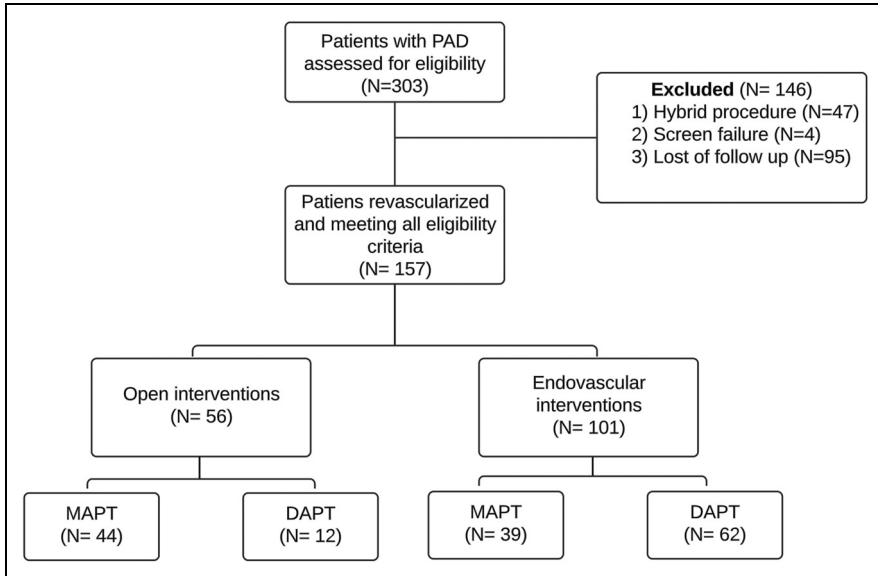 Patients with PAD
assessed for eligibility
(N=303)
Excluded (N= 146)
1) Hybrid procedure (N=47)
2) Screen failure (N=4)
3) Lost of follow up (N=95)
Patiens revascularized
and meeting all eligibility
criteria
(N= 157)
Open interventions
(N= 56)
Endovascular
interventions
(N= 101)
MAPT
(N= 44)
DAPT
(N= 12)
MAPT
(N= 39)
DAPT
(N= 62)